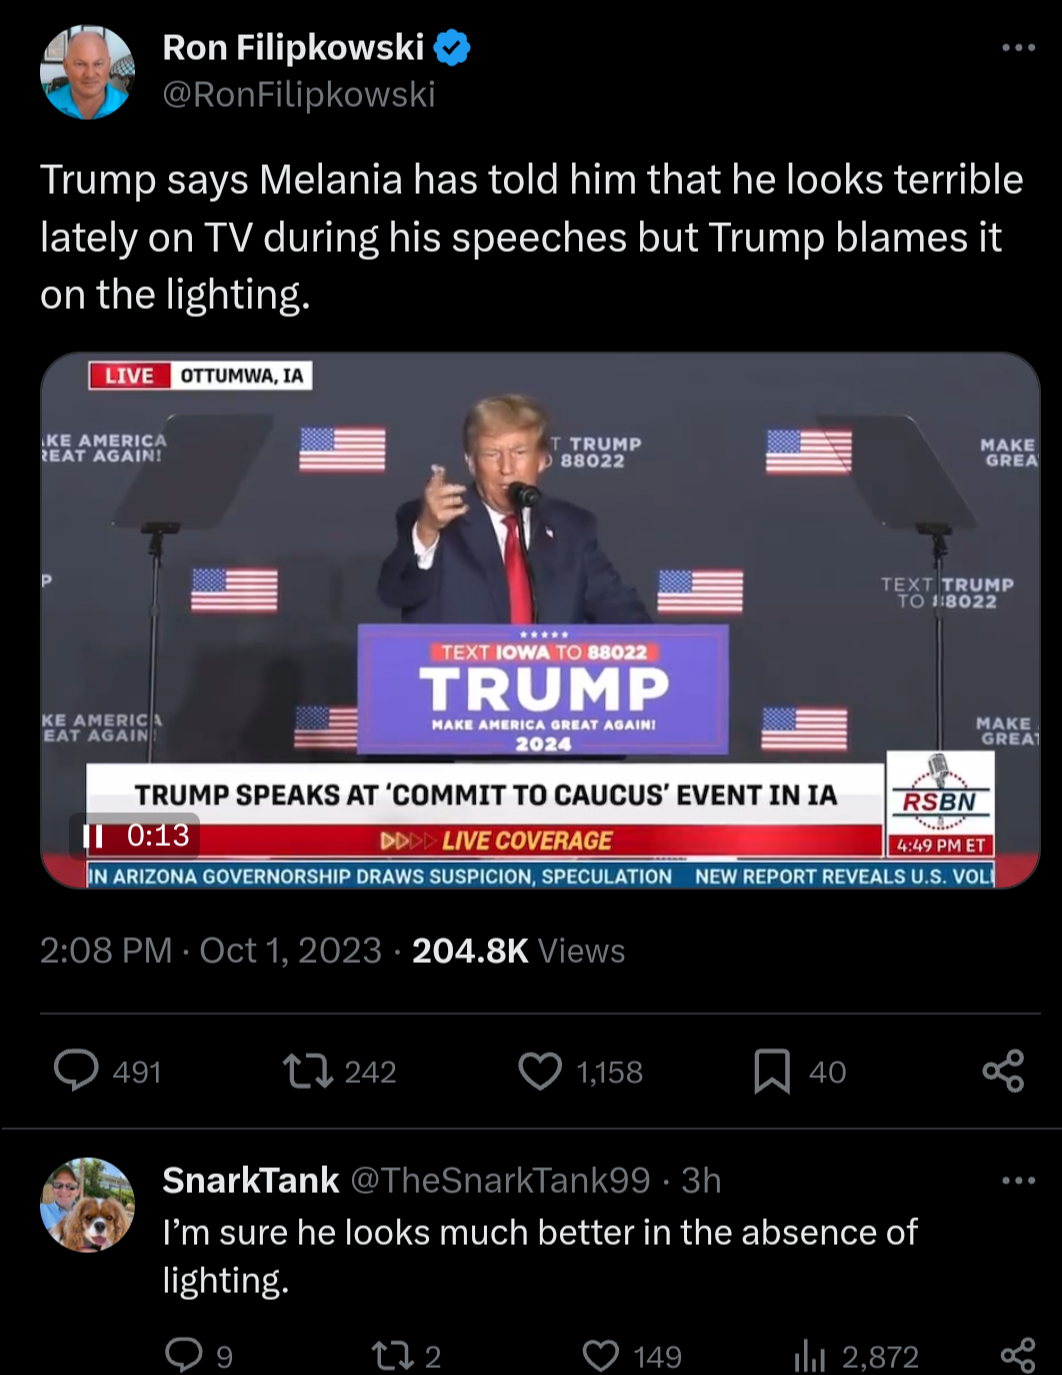 Ron Filipkowski
@RonFilipkowski
Trump says Melania has told him that he looks terrible
lately on TV during his speeches but Trump blames it
on the lighting.
LIVE OTTUMWA, IA
KE AMERICA
REAT AGAIN!
T TRUMP
88022
MAKE
GREA
P
TEXT TRUMP
TO 88022
TEXT IOWA TO 88022
TRUMP
MAKE AMERICA GREAT AGAIN!
2024
KE AMERICA
EAT AGAIN!
MAKE
GREAT
TRUMP SPEAKS AT ‘COMMIT TO CAUCUS’ EVENT IN IA
RSBN
0:13
LIVE COVERAGE
4:49 PM ET
IN ARIZONA GOVERNORSHIP DRAWS SUSPICION, SPECULATION NEW REPORT REVEALS U.S. VOL
2:08 PM · Oct 1, 2023 · 204.8K Views
491 242 1,158 40
SnarkTank @TheSnarkTank99 · 3h
I’m sure he looks much better in the absence of
lighting.
9 2 149 2,872